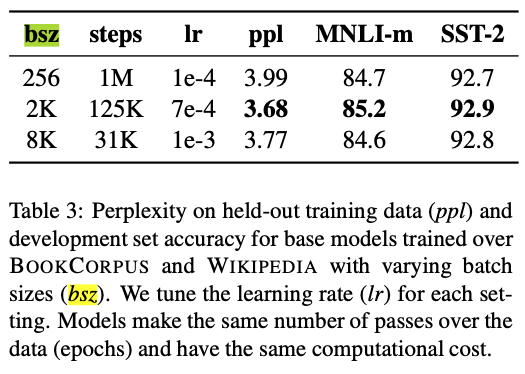 bsz steps lr ppl MNLI-m SST-2
256 1M 1e-4 3.99 84.7 92.7
2K 125K 7e-4 3.68 85.2 92.9
8K 31K 1e-3 3.77 84.6 92.8
Table 3: Perplexity on held-out training data (ppl) and
development set accuracy for base models trained over
BOOKCORPUS and WIKIPEDIA with varying batch
sizes (bsz). We tune the learning rate (lr) for each set-
ting. Models make the same number of passes over the
data (epochs) and have the same computational cost.